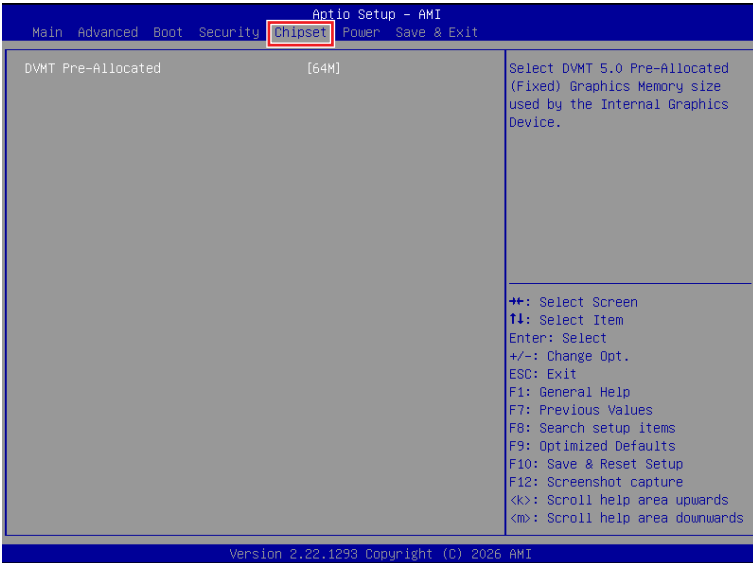 Aptio Setup – AMI
Main Advanced Boot Security Chipset Power Save & Exit
DVMT Pre-Allocated [64M]
Select DVMT 5.0 Pre-Allocated
(Fixed) Graphics Memory size
used by the Internal Graphics
Device.
→←: Select Screen
↑↓: Select Item
Enter: Select
+/-: Change Opt.
ESC: Exit
F1: General Help
F7: Previous Values
F8: Search setup items
F9: Optimized Defaults
F10: Save & Reset Setup
F12: Screenshot capture
<k>: Scroll help area upwards
<m>: Scroll help area downwards
Version 2.22.1293 Copyright (C) 2026 AMI